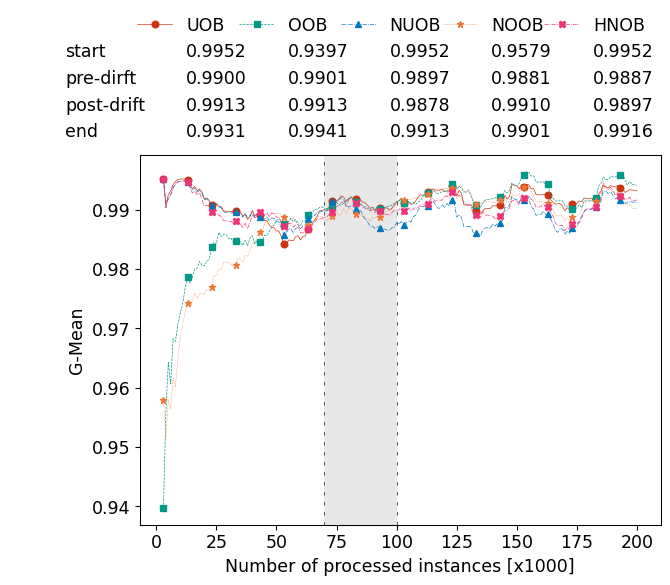 UOB OOB NUOB NOOB HNOB
start 0.9952 0.9397 0.9952 0.9579 0.9952
pre-dirft 0.9900 0.9901 0.9897 0.9881 0.9887
post-drift 0.9913 0.9913 0.9878 0.9910 0.9897
end 0.9931 0.9941 0.9913 0.9901 0.9916
0.99
0.98
0.97
0.96
0.95
0.94
G-Mean
0 25 50 75 100 125 150 175 200
Number of processed instances [x1000]